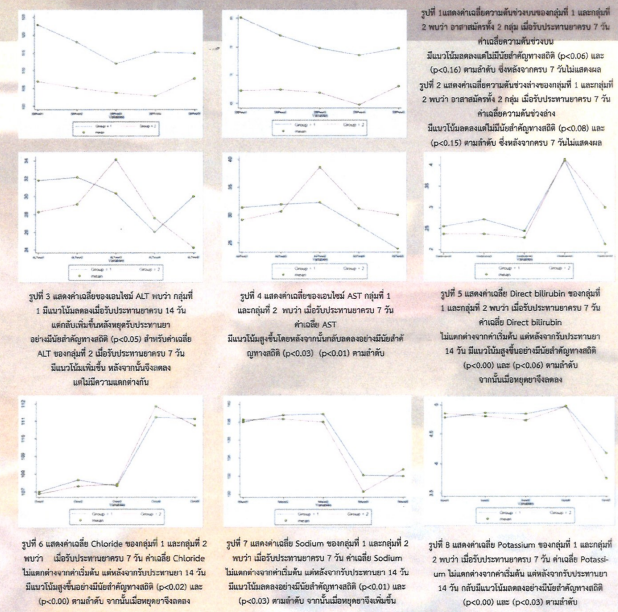 รูปที่ 1แสดงค่าเฉลี่ยความดันช่วงบนของกลุ่มที่ 1 และกลุ่มที่
2 พบว่า อาสาสมัครทั้ง 2 กลุ่ม เมื่อรับประทานยาครบ 7 วัน
ค่าเฉลี่ยความดันช่วงบน
มีแนวโน้มลดลงแต่ไม่มีนัยสำคัญทางสถิติ (p<0.06) และ
(p<0.16) ตามลำดับ ซึ่งหลังจากครบ 7 วันไม่แสดงผล
รูปที่ 2 แสดงค่าเฉลี่ยความดันช่วงล่างของกลุ่มที่ 1 และกลุ่มที่
2 พบว่า อาสาสมัครทั้ง 2 กลุ่ม เมื่อรับประทานยาครบ 7 วัน
ค่าเฉลี่ยความดันช่วงล่าง
มีแนวโน้มลดลงแต่ไม่มีนัยสำคัญทางสถิติ (p<0.08) และ
(p<0.15) ตามลำดับ ซึ่งหลังจากครบ 7 วันไม่แสดงผล
รูปที่ 3 แสดงค่าเฉลี่ยของเอนไซม์ ALT พบว่า กลุ่มที่
1 มีแนวโน้มลดลงเมื่อรับประทานยาครบ 14 วัน
แต่กลับเพิ่มขึ้นหลังหยุดรับประทานยา
อย่างมีนัยสำคัญทางสถิติ (p<0.05) สำหรับค่าเฉลี่ย
ALT ของกลุ่มที่ 2 เมื่อรับประทานยาครบ 7 วัน
มีแนวโน้มเพิ่มขึ้น หลังจากนั้นจึงลดลง
แต่ไม่มีความแตกต่างกัน
รูปที่ 4 แสดงค่าเฉลี่ยของเอนไซม์ AST กลุ่มที่ 1
และกลุ่มที่ 2 พบว่า เมื่อรับประทานยาครบ 7 วัน
ค่าเฉลี่ย AST
มีแนวโน้มสูงขึ้นโดยหลังจากนั้นกลับลดลงอย่างมีนัยสำคั
ญทางสถิติ (p<0.03) (p<0.01) ตามลำดับ
รูปที่ 5 แสดงค่าเฉลี่ย Direct bilirubin ของกลุ่มที่
1 และกลุ่มที่ 2 พบว่า เมื่อรับประทานยาครบ 7 วัน
ค่าเฉลี่ย Direct bilirubin
ไม่แตกต่างจากค่าเริ่มต้น แต่หลังจากรับประทานยา
14 วัน มีแนวโน้มสูงขึ้นอย่างมีนัยสำคัญทางสถิติ
(p<0.00) และ (p<0.06) ตามลำดับ
จากนั้นเมื่อหยุดยาจึงลดลง
รูปที่ 6 แสดงค่าเฉลี่ย Chloride ของกลุ่มที่ 1 และกลุ่มที่ 2
พบว่า เมื่อรับประทานยาครบ 7 วัน ค่าเฉลี่ย Chloride
ไม่แตกต่างจากค่าเริ่มต้น แต่หลังจากรับประทานยา 14 วัน
มีแนวโน้มสูงขึ้นอย่างมีนัยสำคัญทางสถิติ (p<0.02) และ
(p<0.00) ตามลำดับ จากนั้นเมื่อหยุดยาจึงลดลง
รูปที่ 7 แสดงค่าเฉลี่ย Sodium ของกลุ่มที่ 1 และกลุ่มที่ 2
พบว่า เมื่อรับประทานยาครบ 7 วัน ค่าเฉลี่ย Sodium
ไม่แตกต่างจากค่าเริ่มต้น แต่หลังจากรับประทานยา 14 วัน
มีแนวโน้มลดลงอย่างมีนัยสำคัญทางสถิติ (p<0.01) และ
(p<0.03) ตามลำดับ จากนั้นเมื่อหยุดยาจึงเพิ่มขึ้น
รูปที่ 8 แสดงค่าเฉลี่ย Potassium ของกลุ่มที่ 1 และกลุ่มที่
2 พบว่า เมื่อรับประทานยาครบ 7 วัน ค่าเฉลี่ย Potassi-
um ไม่แตกต่างจากค่าเริ่มต้น แต่หลังจากรับประทานยา
14 วัน กลับมีแนวโน้มลดลงอย่างมีนัยสำคัญทางสถิติ
(p<0.00) และ (p<0.03) ตามลำดับ